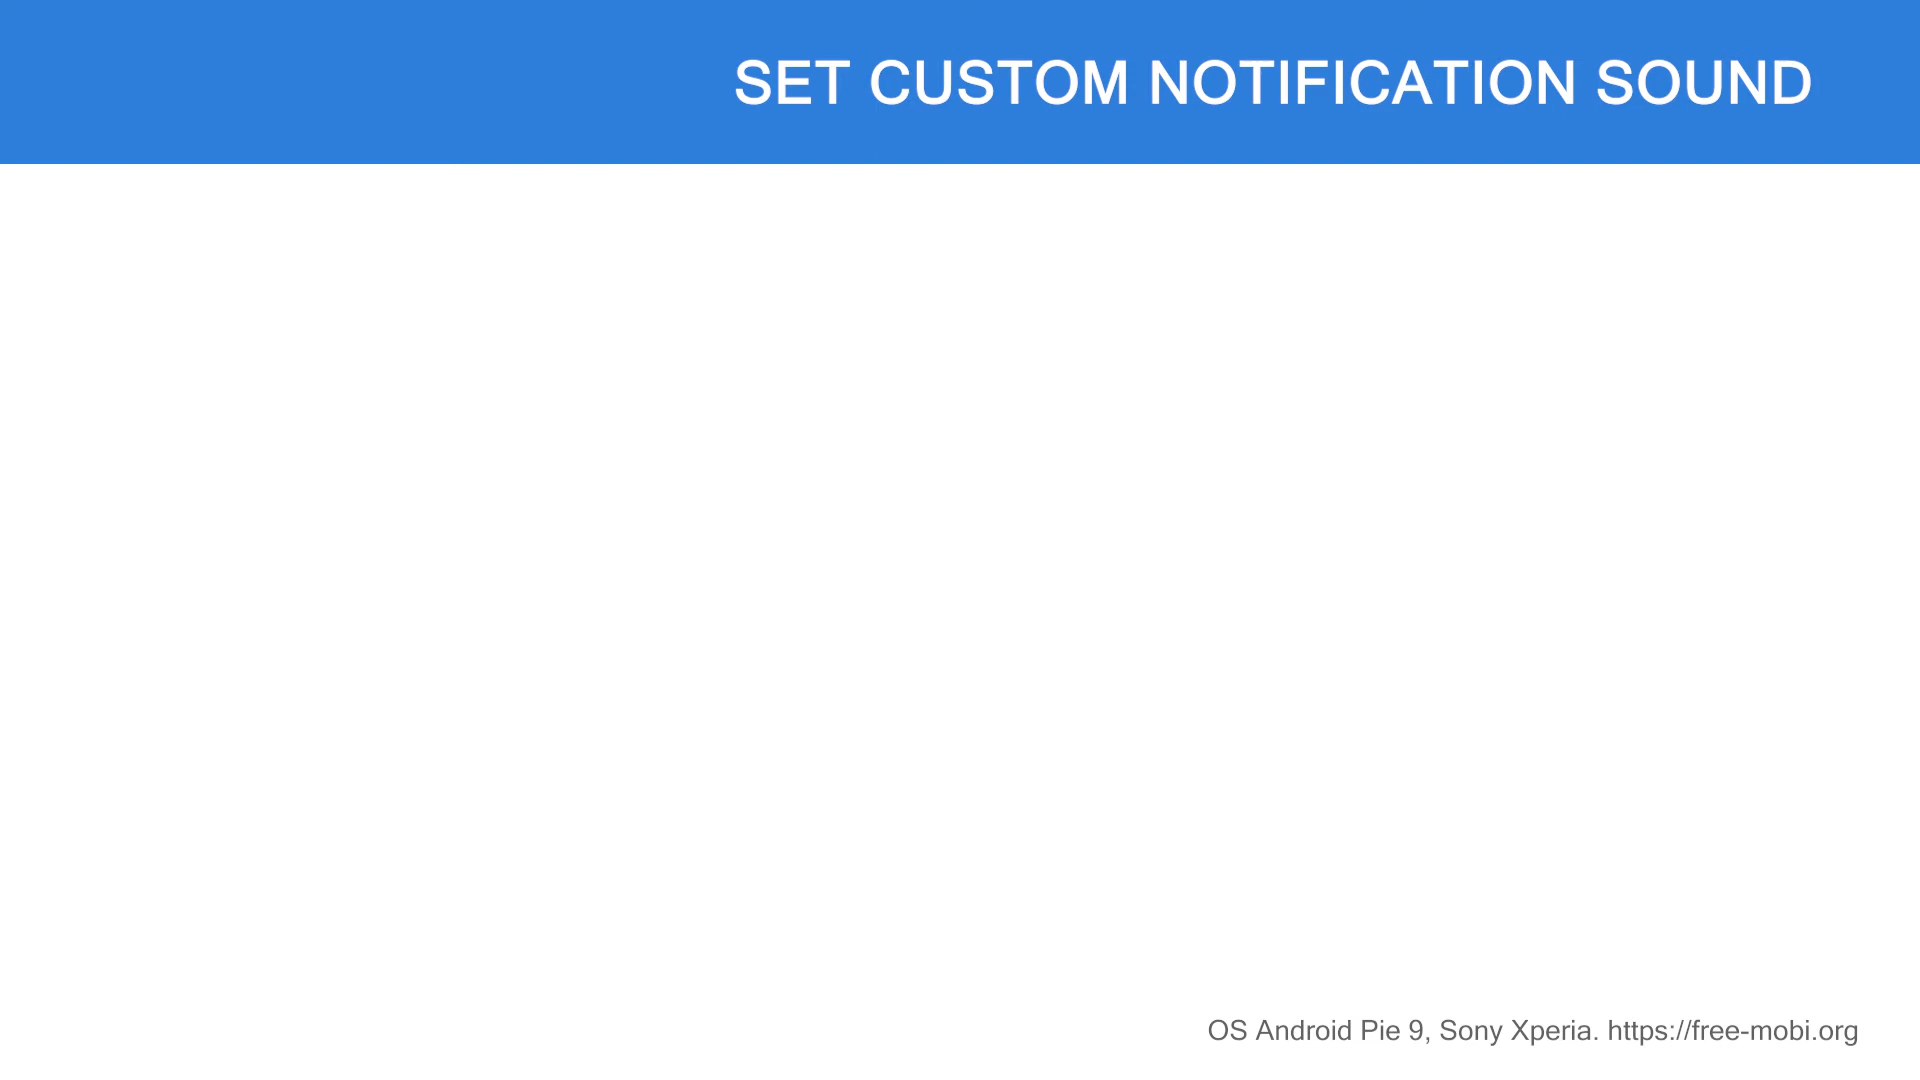 SET CUSTOM NOTIFICATION SOUND
OS Android Pie 9, Sony Xperia. https://free-mobi.org